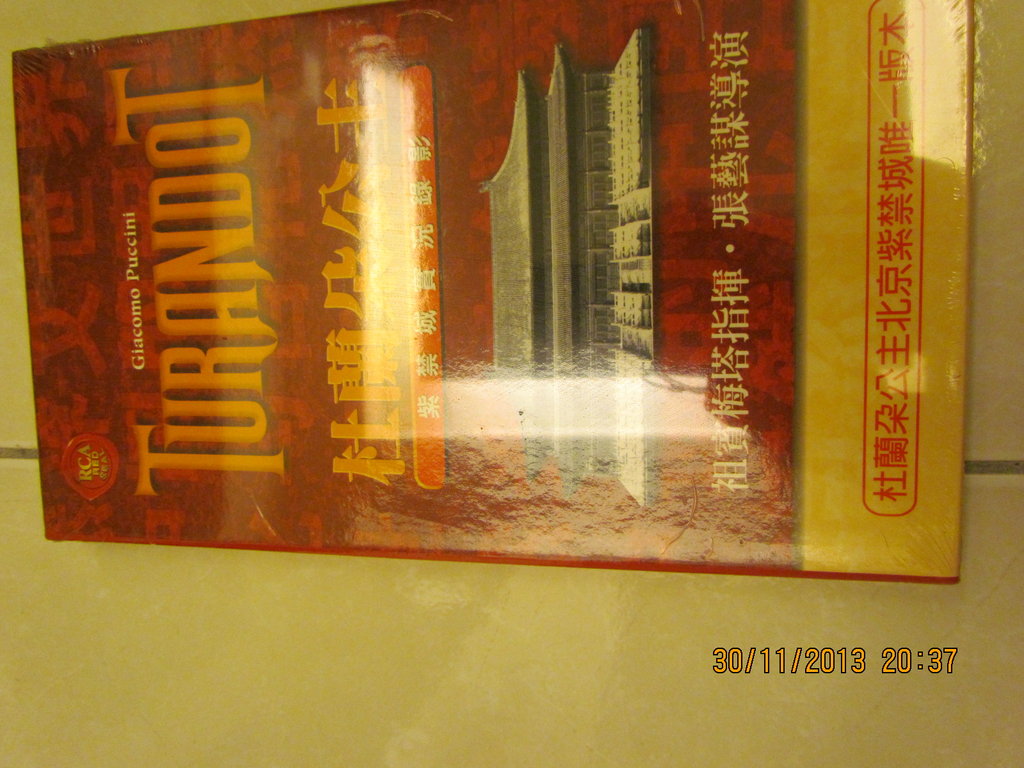 RCA
RED
SEAL
Giacomo Puccini
TURANDOT
杜蘭朵公主
紫禁城實況錄影
祖賓梅塔指揮・張藝謀導演
杜蘭朵公主北京紫禁城唯一版本
30/11/2013 20:37